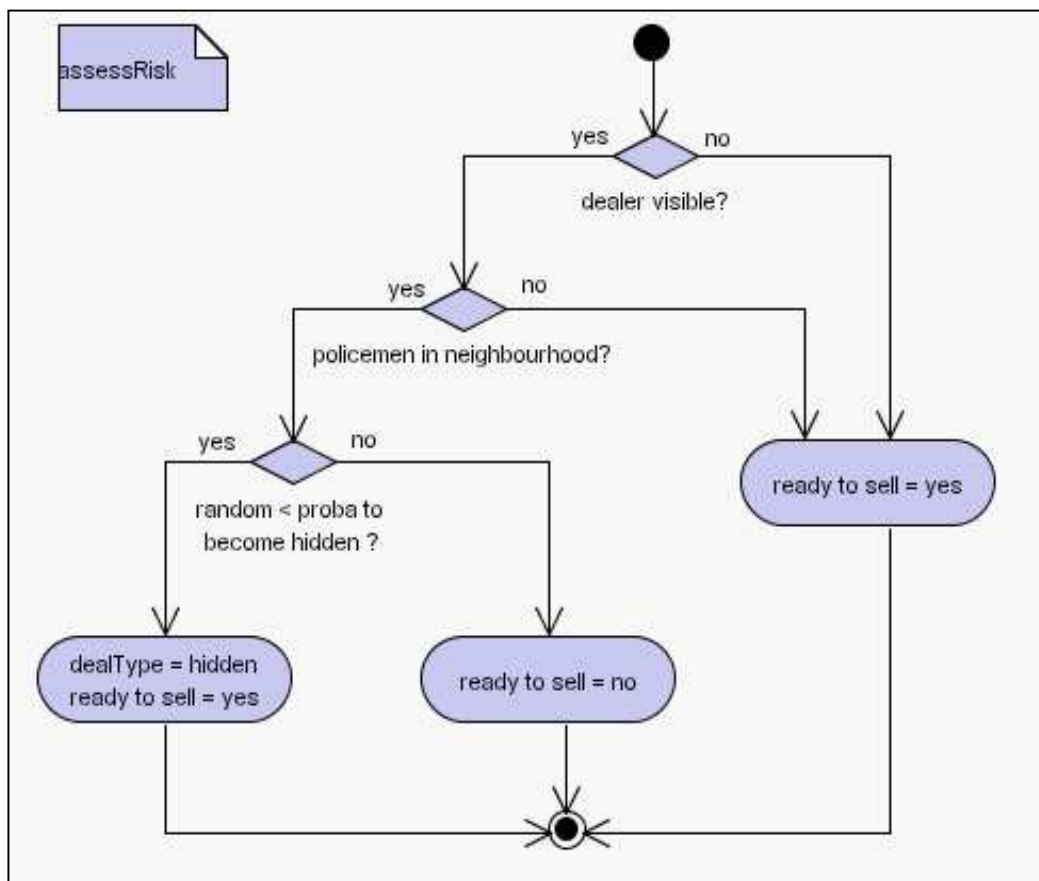 assessRisk
yes
no
dealer visible?
yes
no
policemen in neighbourhood?
yes
no
random < proba to
become hidden ?
ready to sell = yes
dealType = hidden
ready to sell = yes
ready to sell = no